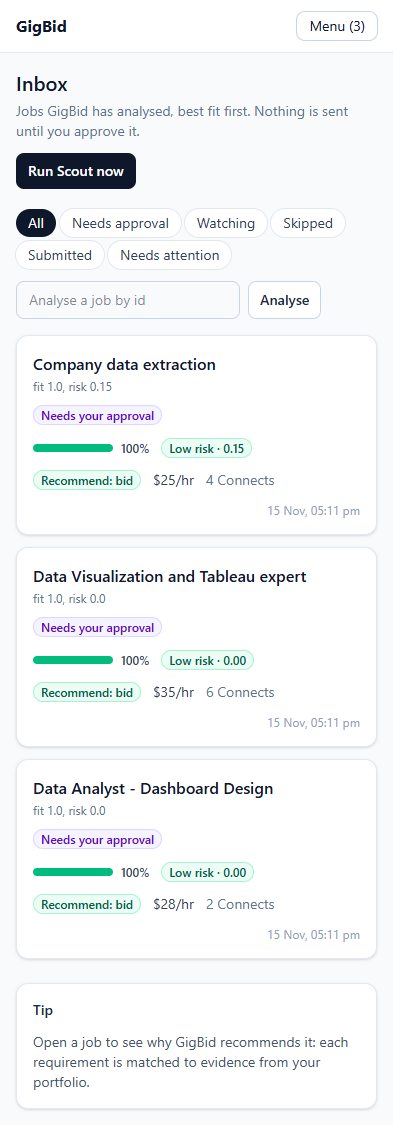 GigBid
Menu (3)
Inbox
Jobs GigBid has analysed, best fit first. Nothing is sent
until you approve it.
Run Scout now
All
Needs approval
Watching
Skipped
Submitted
Needs attention
Analyse a job by id
Analyse
Company data extraction
fit 1.0, risk 0.15
Needs your approval
100%
Low risk · 0.15
Recommend: bid
$25/hr
4 Connects
15 Nov, 05:11 pm
Data Visualization and Tableau expert
fit 1.0, risk 0.0
Needs your approval
100%
Low risk · 0.00
Recommend: bid
$35/hr
6 Connects
15 Nov, 05:11 pm
Data Analyst - Dashboard Design
fit 1.0, risk 0.0
Needs your approval
100%
Low risk · 0.00
Recommend: bid
$28/hr
2 Connects
15 Nov, 05:11 pm
Tip
Open a job to see why GigBid recommends it: each
requirement is matched to evidence from your
portfolio.